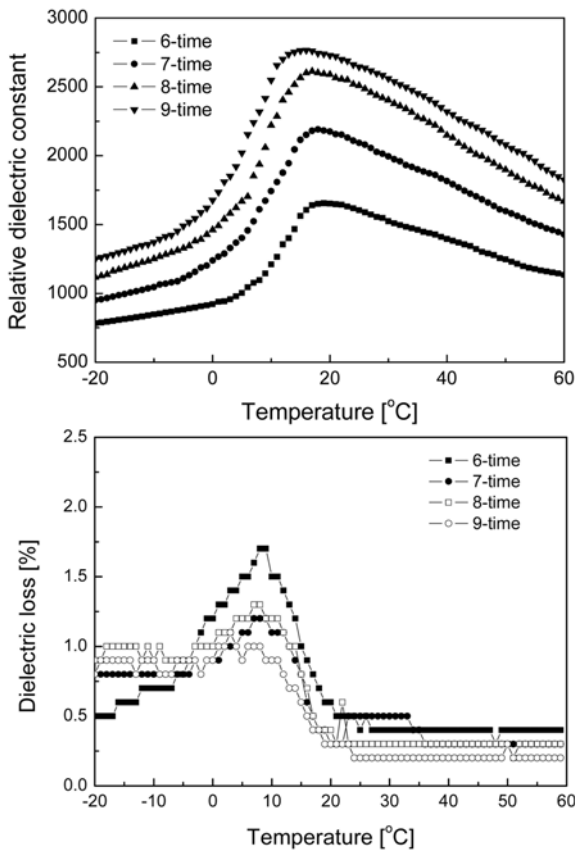 3000
2500
2000
1500
1000
500
Relative dielectric constant
6-time
7-time
8-time
9-time
-20 0 20 40 60
Temperature [°C]
2.5
2.0
1.5
1.0
0.5
0.0
Dielectric loss [%]
6-time
7-time
8-time
9-time
-20 -10 0 10 20 30 40 50 60
Temperature [°C]